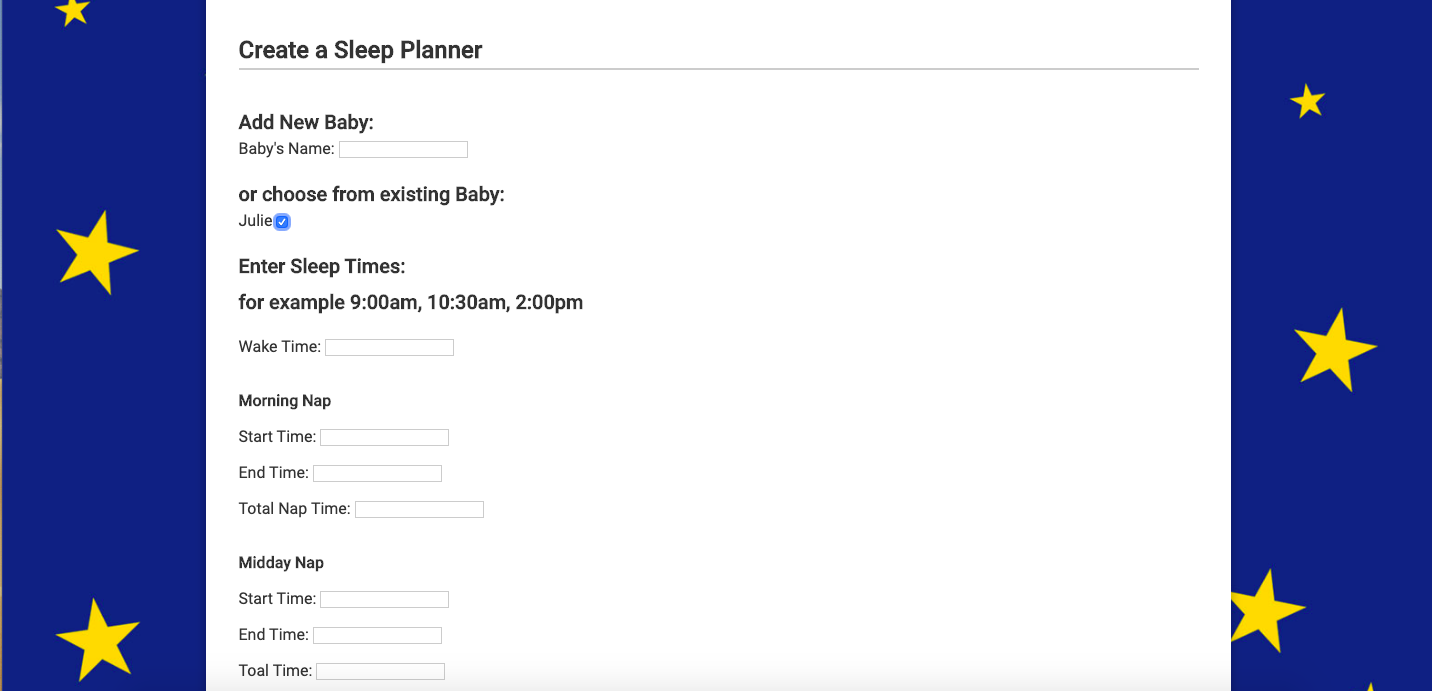 Create a Sleep Planner
Add New Baby:
Baby's Name:
or choose from existing Baby:
Julie
Enter Sleep Times:
for example 9:00am, 10:30am, 2:00pm
Wake Time:
Morning Nap
Start Time:
End Time:
Total Nap Time:
Midday Nap
Start Time:
End Time:
Toal Time: